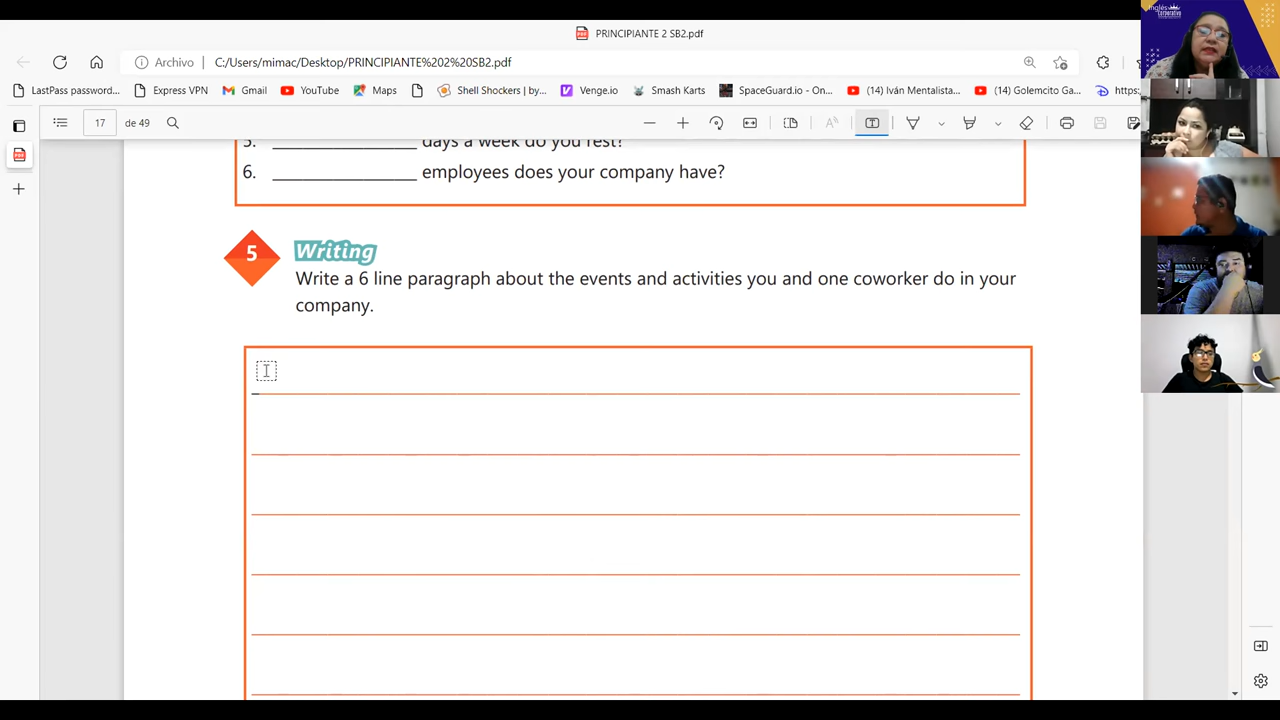 PRINCIPIANTE 2 SB2.pdf
Archivo
C:/Users/mimac/Desktop/PRINCIPIANTE%202%20SB2.pdf
LastPass password...
Express VPN
Gmail
YouTube
Maps
Shell Shockers | by...
Venge.io
Smash Karts
SpaceGuard.io - On...
(14) Iván Mentalista...
(14) Golemcito Ga...
https:
17
de 49
5. ________________ days a week do you rest?
6. ________________ employees does your company have?
5
Writing
Write a 6 line paragraph about the events and activities you and one coworker do in your
company.
Inglés
corporativo